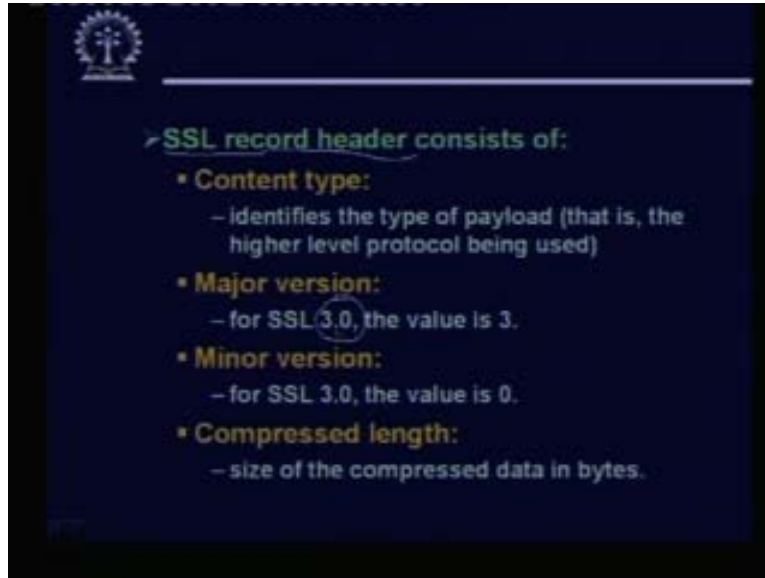 ➢SSL record header consists of:
▪ Content type:
– identifies the type of payload (that is, the
higher level protocol being used)
▪ Major version:
– for SSL 3.0, the value is 3.
▪ Minor version:
– for SSL 3.0, the value is 0.
▪ Compressed length:
– size of the compressed data in bytes.